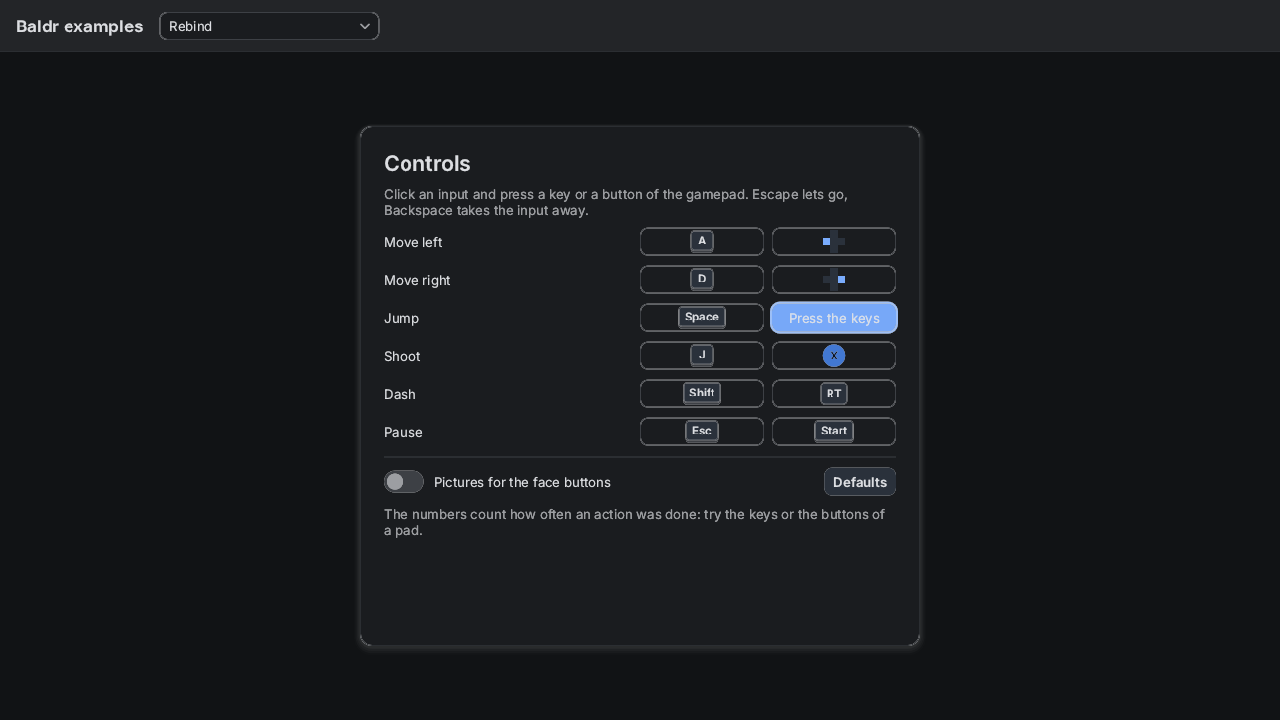 Baldr examples
Rebind
Controls
Click an input and press a key or a button of the gamepad. Escape lets go,
Backspace takes the input away.
Move left A
Move right D
Jump Space Press the keys
Shoot J X
Dash Shift RT
Pause Esc Start
Pictures for the face buttons Defaults
The numbers count how often an action was done: try the keys or the buttons of
a pad.